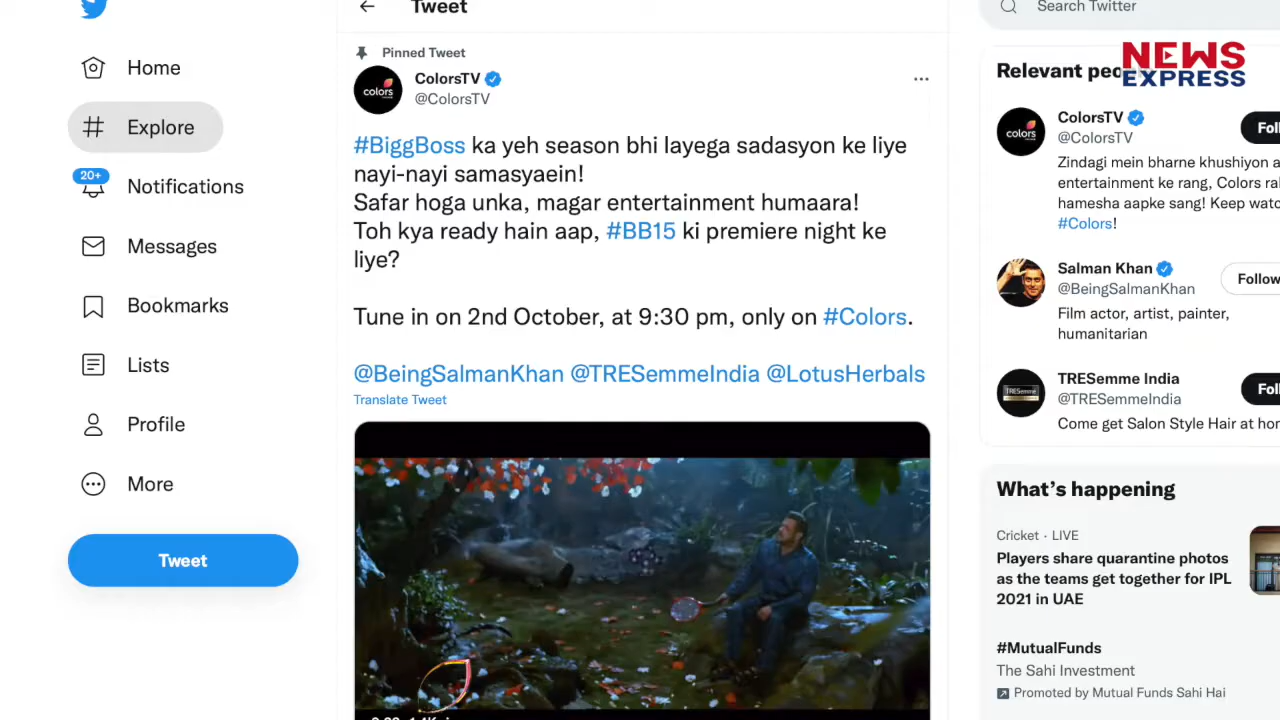 Tweet
Home
Explore
20+
Notifications
Messages
Bookmarks
Lists
Profile
More
Tweet
Pinned Tweet
ColorsTV
@ColorsTV
#BiggBoss ka yeh season bhi layega sadasyon ke liye
nayi-nayi samasyaein!
Safar hoga unka, magar entertainment humaara!
Toh kya ready hain aap, #BB15 ki premiere night ke
liye?
Tune in on 2nd October, at 9:30 pm, only on #Colors.
@BeingSalmanKhan @TRESemmeIndia @LotusHerbals
Translate Tweet
colors
Search Twitter
NEWS
EXPRESS
Relevant
ColorsTV
@ColorsTV
colors
Zindagi mein bharne khushiyon
entertainment ke rang, Colors
hamesha aapke sang! Keep
#Colors!
Salman Khan
@BeingSalmanKhan
Follow
Film actor, artist, painter,
humanitarian
TRESemme India
@TRESemmeIndia
TRESemme
Come get Salon Style Hair at
What's happening
Cricket · LIVE
Players share quarantine photos
as the teams get together for IPL
2021 in UAE
#MutualFunds
The Sahi Investment
Promoted by Mutual Funds Sahi Hai